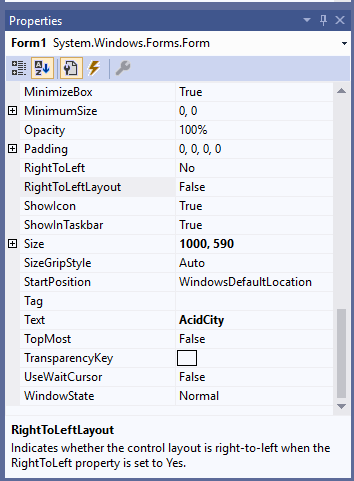 Properties
Form1 System.Windows.Forms.Form
MinimizeBox True
MinimumSize 0, 0
Opacity 100%
Padding 0, 0, 0, 0
RightToLeft No
RightToLeftLayout False
ShowIcon True
ShowInTaskbar True
Size 1000, 590
SizeGripStyle Auto
StartPosition WindowsDefaultLocation
Tag
Text AcidCity
TopMost False
TransparencyKey
UseWaitCursor False
WindowState Normal
RightToLeftLayout
Indicates whether the control layout is right-to-left when the
RightToLeft property is set to Yes.